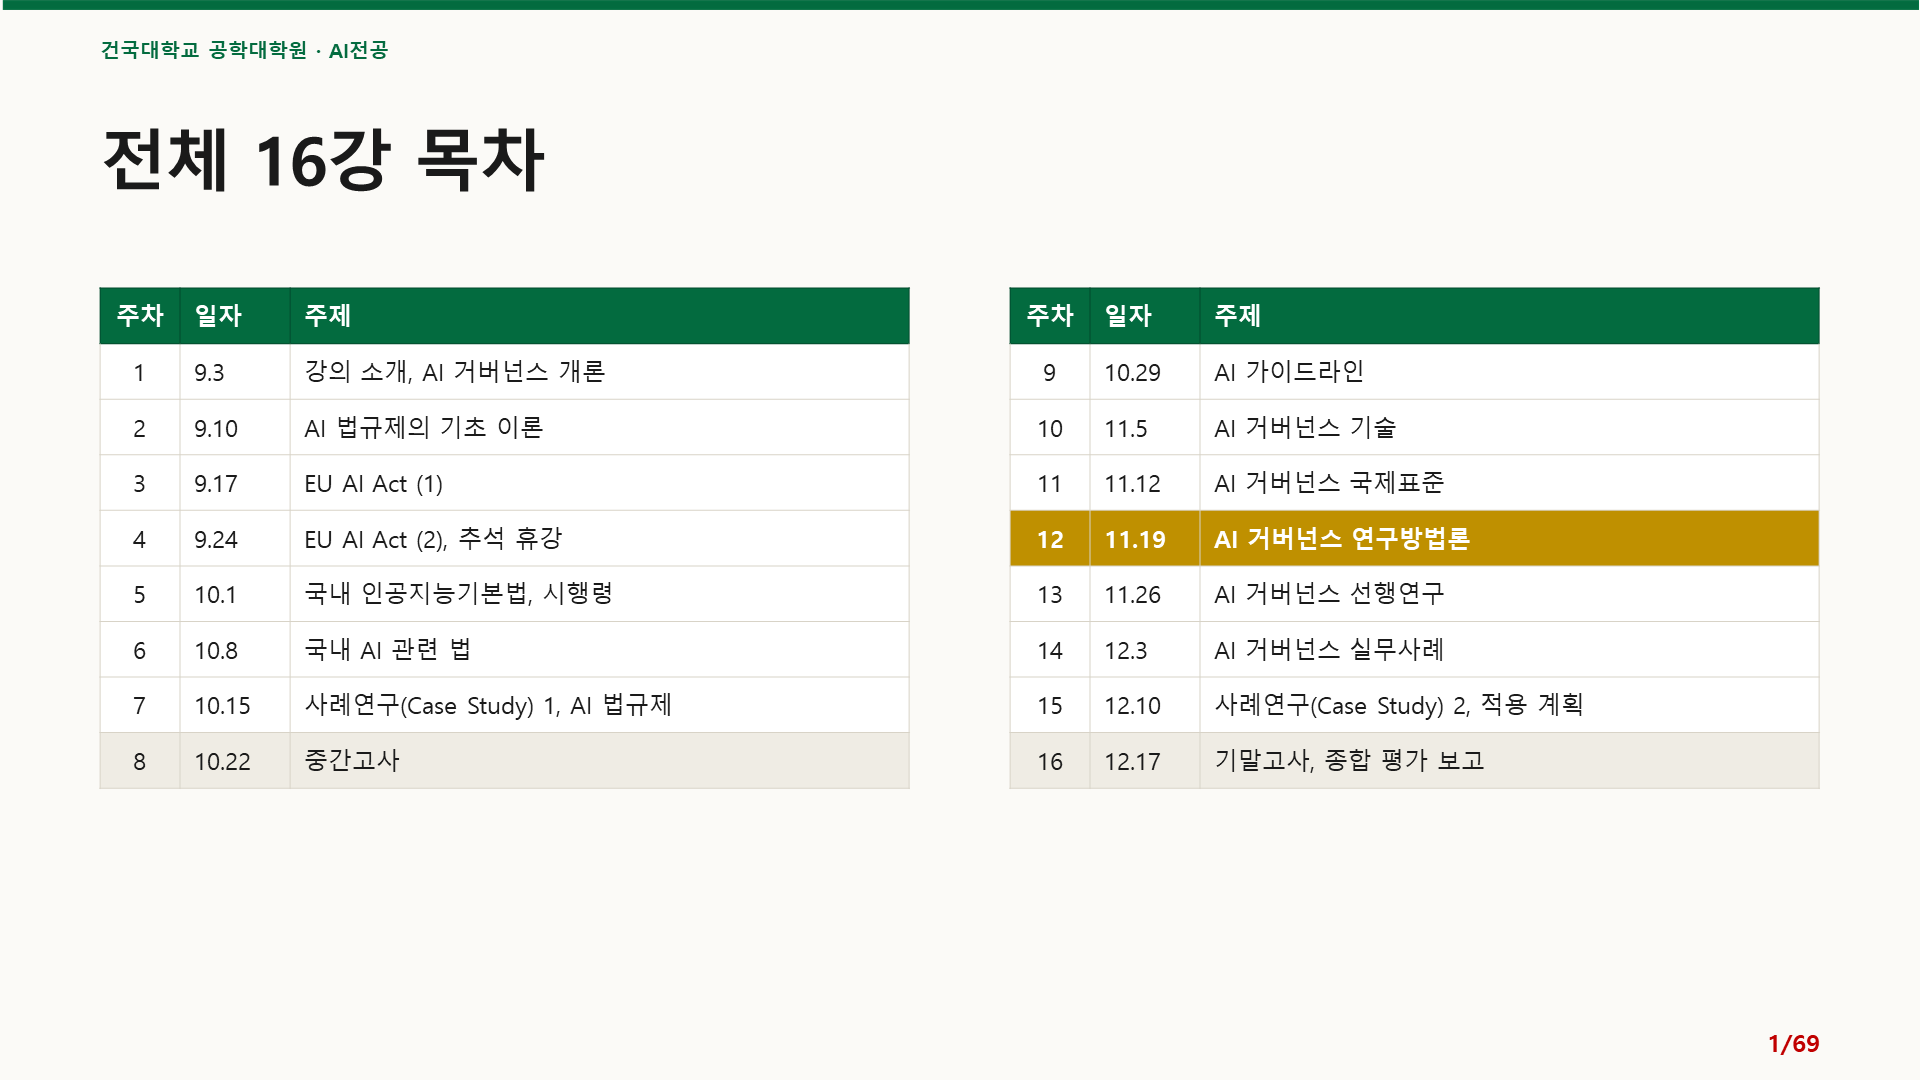 건국대학교 공학대학원 · AI전공
전체 16강 목차
주차 일자 주제
1 9.3 강의 소개, AI 거버넌스 개론
2 9.10 AI 법규제의 기초 이론
3 9.17 EU AI Act (1)
4 9.24 EU AI Act (2), 추석 휴강
5 10.1 국내 인공지능기본법, 시행령
6 10.8 국내 AI 관련 법
7 10.15 사례연구(Case Study) 1, AI 법규제
8 10.22 중간고사
주차 일자 주제
9 10.29 AI 가이드라인
10 11.5 AI 거버넌스 기술
11 11.12 AI 거버넌스 국제표준
12 11.19 AI 거버넌스 연구방법론
13 11.26 AI 거버넌스 선행연구
14 12.3 AI 거버넌스 실무사례
15 12.10 사례연구(Case Study) 2, 적용 계획
16 12.17 기말고사, 종합 평가 보고
1/69